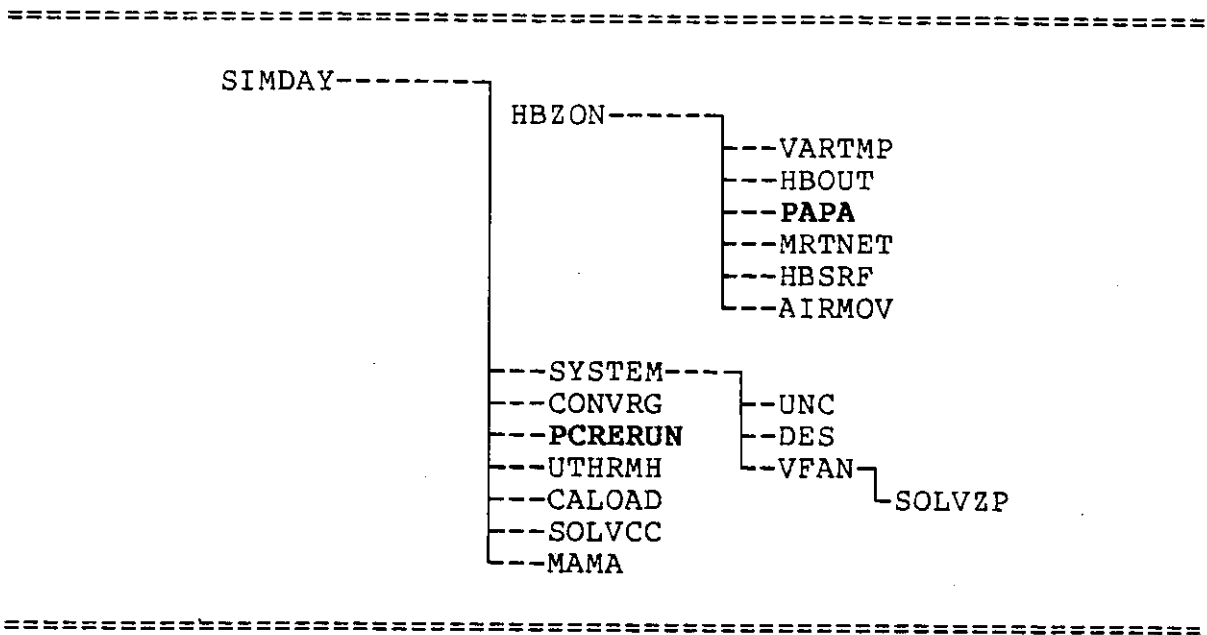 SIMDAY
HBZON
VARTMP
HBOUT
PAPA
MRTNET
HBSRF
AIRMOV
SYSTEM
CONVRG UNC
PCRERUN DES
UTHRMH VFAN
CALOAD SOLVZP
SOLVCC
MAMA